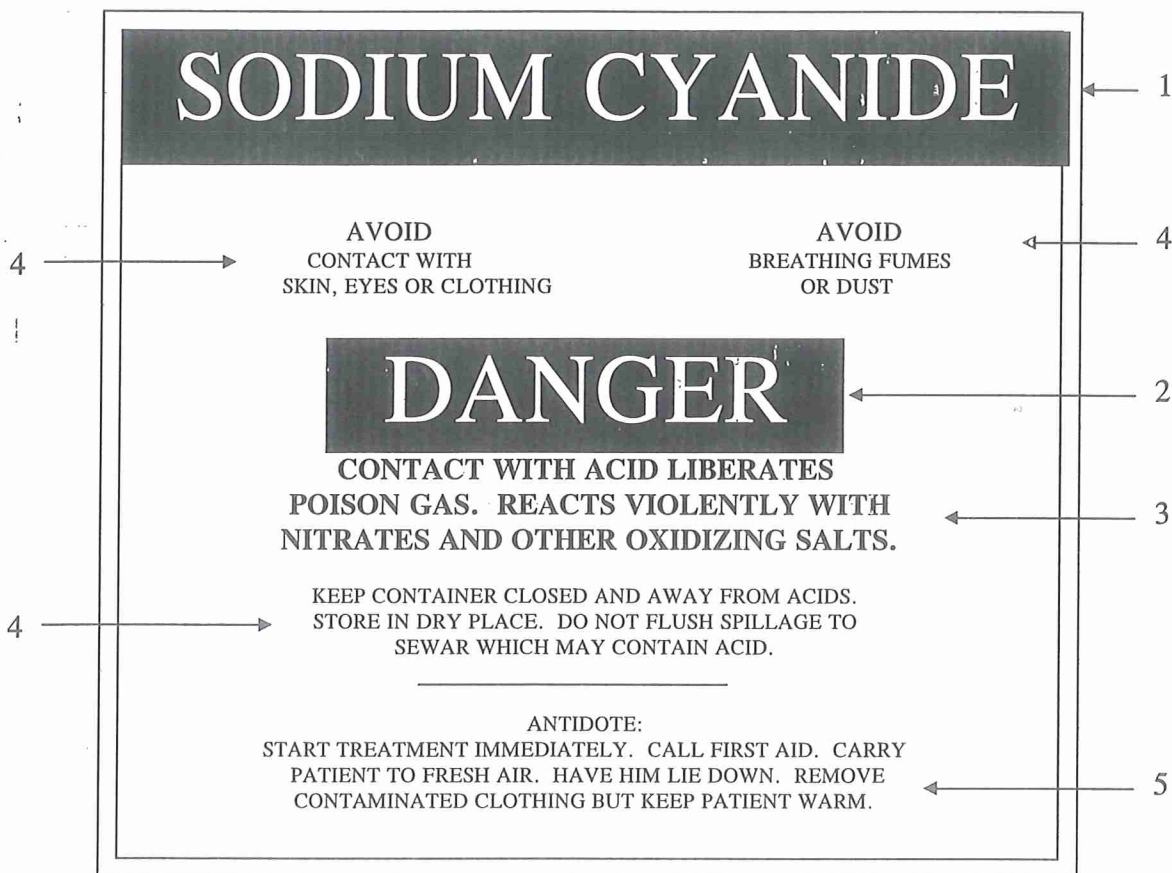 SODIUM CYANIDE
1
AVOID
CONTACT WITH
SKIN, EYES OR CLOTHING
4
AVOID
BREATHING FUMES
OR DUST
4
DANGER
2
CONTACT WITH ACID LIBERATES
POISON GAS. REACTS VIOLENTLY WITH
NITRATES AND OTHER OXIDIZING SALTS.
3
KEEP CONTAINER CLOSED AND AWAY FROM ACIDS.
STORE IN DRY PLACE. DO NOT FLUSH SPILLAGE TO
SEWAR WHICH MAY CONTAIN ACID.
4
ANTIDOTE:
START TREATMENT IMMEDIATELY. CALL FIRST AID. CARRY
PATIENT TO FRESH AIR. HAVE HIM LIE DOWN. REMOVE
CONTAMINATED CLOTHING BUT KEEP PATIENT WARM.
5